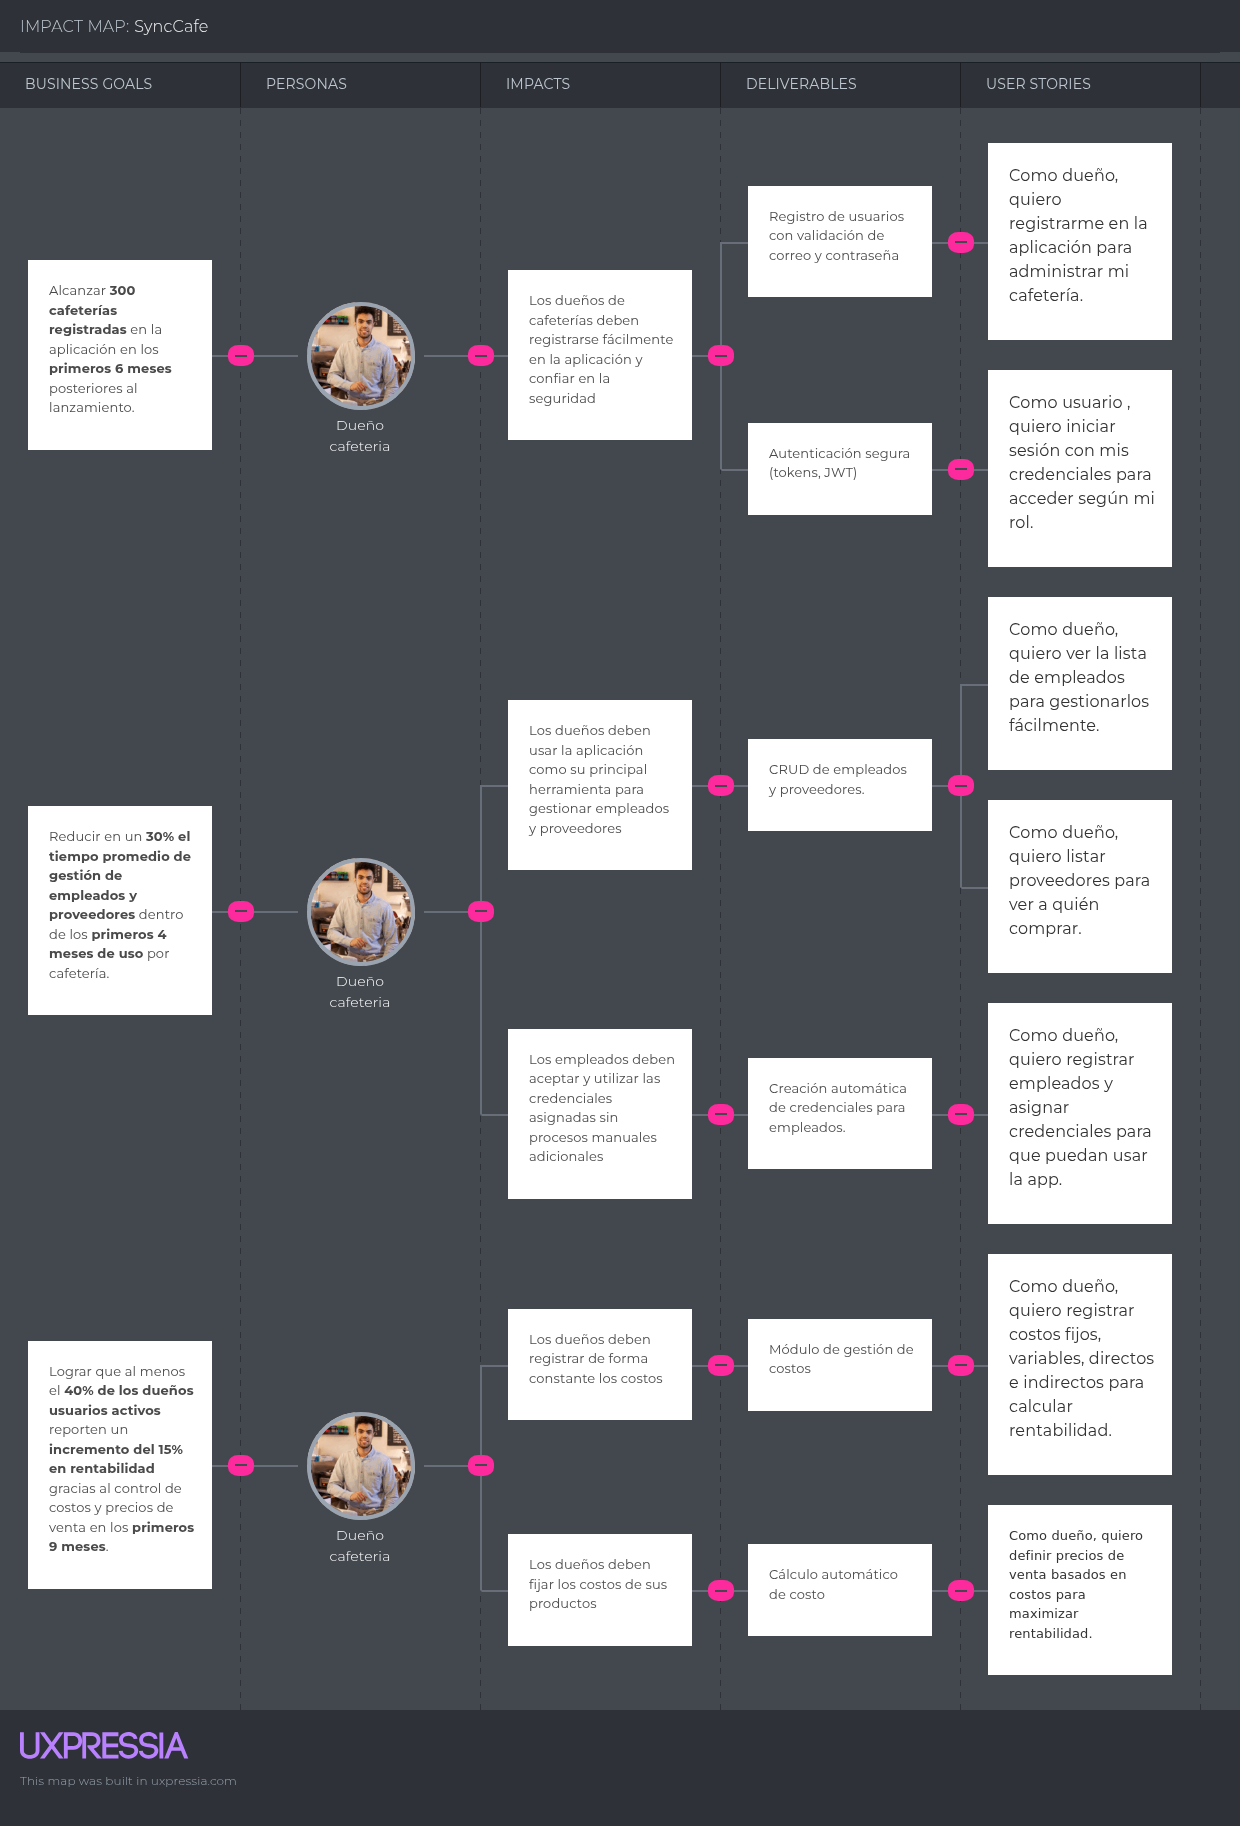 IMPACT MAP: SyncCafe
BUSINESS GOALS
PERSONAS
IMPACTS
DELIVERABLES
USER STORIES
Alcanzar 300
cafeterías
registradas en la
aplicación en los
primeros 6 meses
posteriores al
lanzamiento.
Dueño
cafeteria
Los dueños de
cafeterías deben
registrarse fácilmente
en la aplicación y
confiar en la
seguridad
Registro de usuarios
con validación de
correo y contraseña
Como dueño,
quiero
registrarme en la
aplicación para
administrar mi
cafetería.
Autenticación segura
(tokens, JWT)
Como usuario ,
quiero iniciar
sesión con mis
credenciales para
acceder según mi
rol.
Reducir en un 30% el
tiempo promedio de
gestión de
empleados y
proveedores dentro
de los primeros 4
meses de uso por
cafetería.
Dueño
cafeteria
Los dueños deben
usar la aplicación
como su principal
herramienta para
gestionar empleados
y proveedores
CRUD de empleados
y proveedores.
Como dueño,
quiero ver la lista
de empleados
para gestionarlos
fácilmente.
Como dueño,
quiero listar
proveedores para
ver a quién
comprar.
Los empleados deben
aceptar y utilizar las
credenciales
asignadas sin
procesos manuales
adicionales
Creación automática
de credenciales para
empleados.
Como dueño,
quiero registrar
empleados y
asignar
credenciales para
que puedan usar
la app.
Lograr que al menos
el 40% de los dueños
usuarios activos
reporten un
incremento del 15%
en rentabilidad
gracias al control de
costos y precios de
venta en los primeros
9 meses.
Dueño
cafeteria
Los dueños deben
registrar de forma
constante los costos
Módulo de gestión de
costos
Como dueño,
quiero registrar
costos fijos,
variables, directos
e indirectos para
calcular
rentabilidad.
Los dueños deben
fijar los costos de sus
productos
Cálculo automático
de costo
Como dueño, quiero
definir precios de
venta basados en
costos para
maximizar
rentabilidad.
UXPRESSIA
This map was built in uxpressia.com